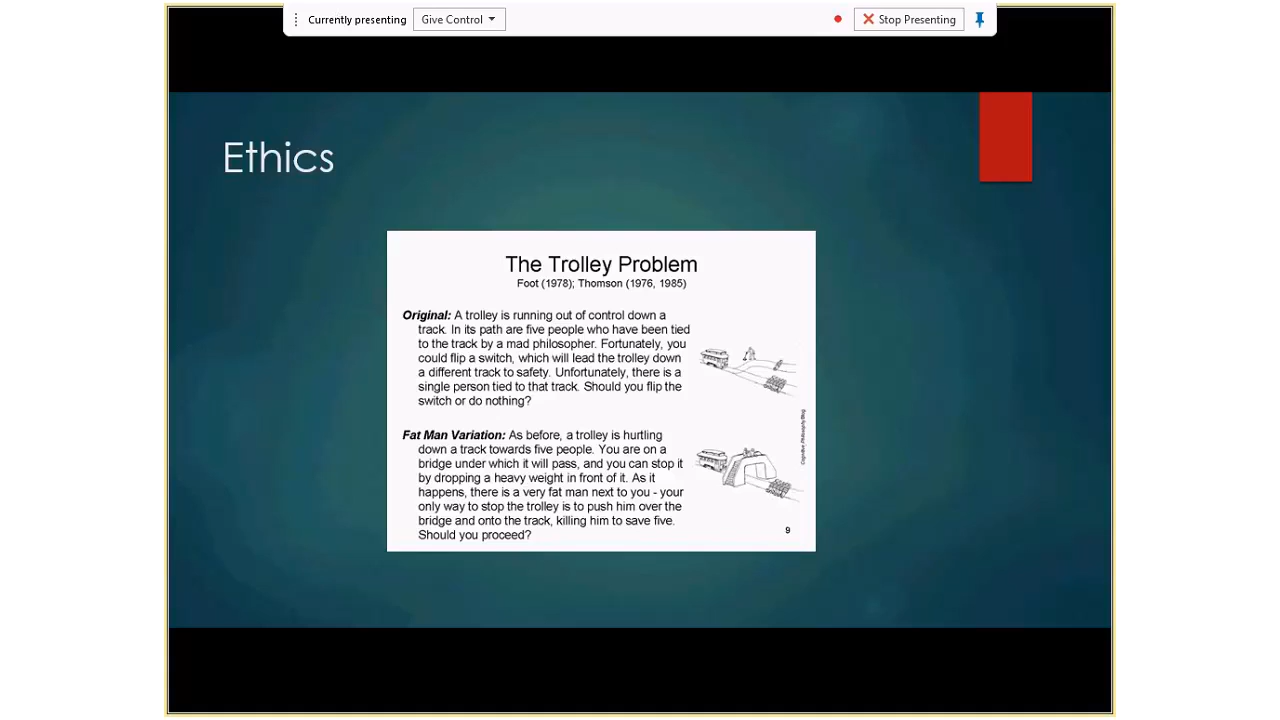 Currently presenting
Give Control
Stop Presenting
Ethics
The Trolley Problem
Foot (1978); Thomson (1976, 1985)
Original: A trolley is running out of control down a
track. In its path are five people who have been tied
to the track by a mad philosopher. Fortunately, you
could flip a switch, which will lead the trolley down
a different track to safety. Unfortunately, there is a
single person tied to that track. Should you flip the
switch or do nothing?
Fat Man Variation: As before, a trolley is hurtling
down a track towards five people. You are on a
bridge under which it will pass, and you can stop it
by dropping a heavy weight in front of it. As it
happens, there is a very fat man next to you - your
only way to stop the trolley is to push him over the
bridge and onto the track, killing him to save five.
Should you proceed?
Cognitive Philosophy Blog
9